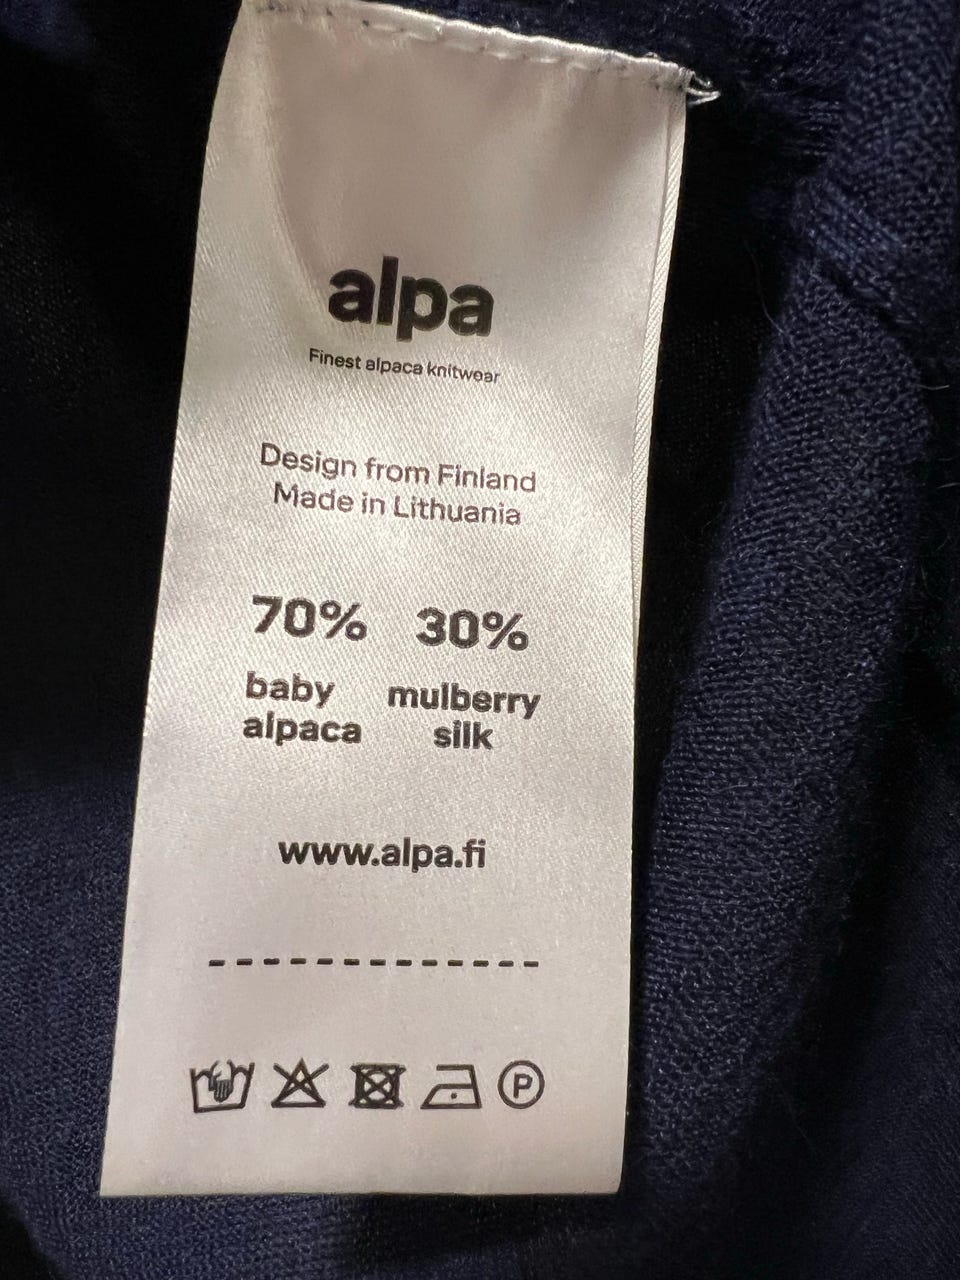 alpa
Finest alpaca knitwear
Design from Finland
Made in Lithuania
70% 30%
baby alpaca
mulberry silk
www.alpa.fi
-------------
P